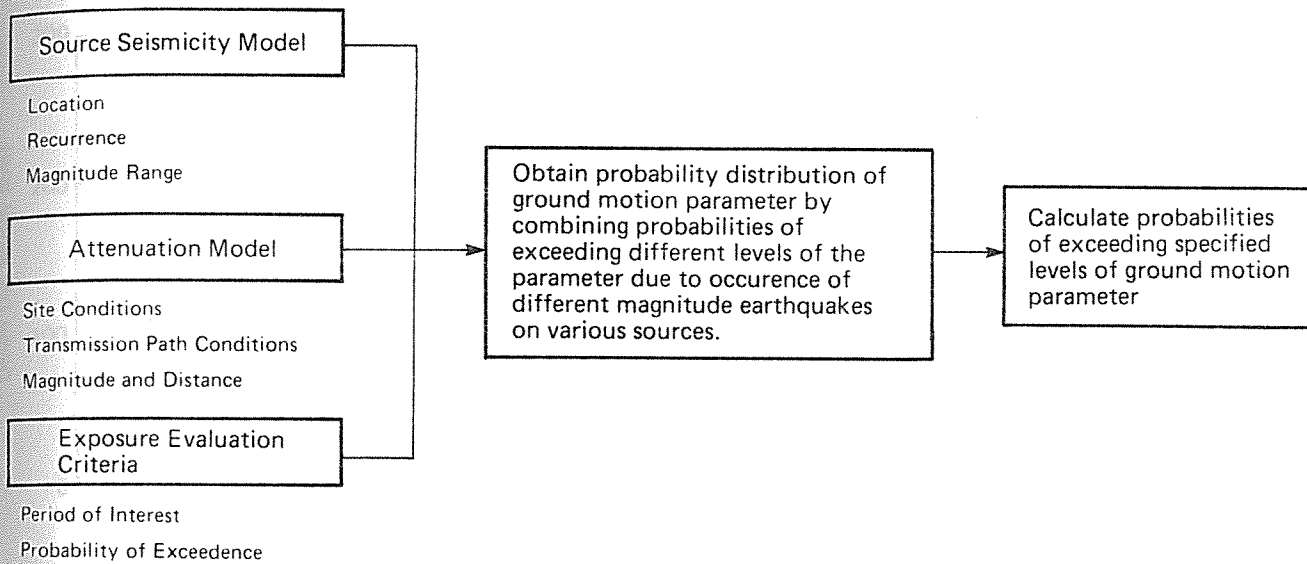 Source Seismicity Model
Location
Recurrence
Magnitude Range
Attenuation Model
Site Conditions
Transmission Path Conditions
Magnitude and Distance
Exposure Evaluation
Criteria
Period of Interest
Probability of Exceedence
Obtain probability distribution of
ground motion parameter by
combining probabilities of
exceeding different levels of the
parameter due to occurence of
different magnitude earthquakes
on various sources.
Calculate probabilities
of exceeding specified
levels of ground motion
parameter